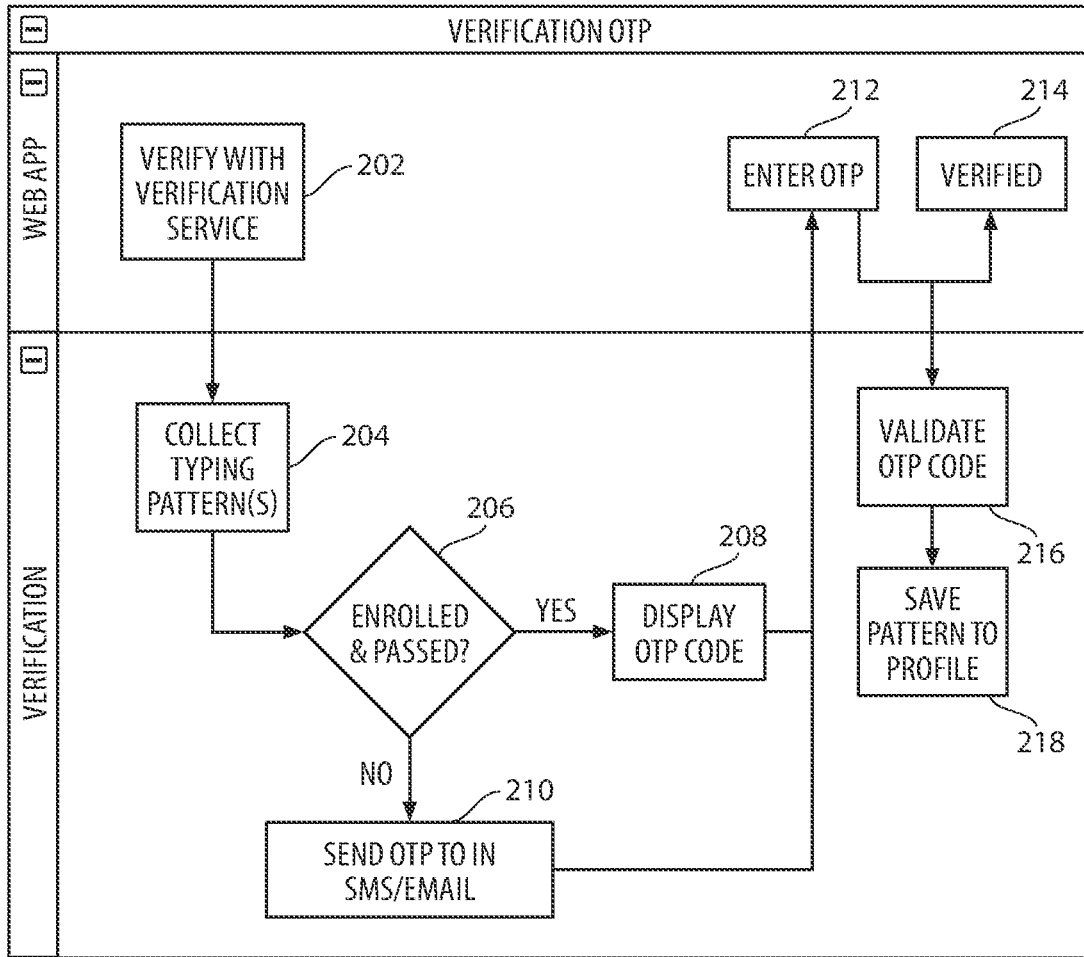 VERIFICATION OTP
WEB APP
VERIFY WITH
VERIFICATION
SERVICE
202
212
ENTER OTP
214
VERIFIED
VERIFICATION
COLLECT
TYPING
PATTERN(S)
204
206
ENROLLED
& PASSED?
YES
208
DISPLAY
OTP CODE
NO
210
SEND OTP TO IN
SMS/EMAIL
VALIDATE
OTP CODE
216
SAVE
PATTERN TO
PROFILE
218